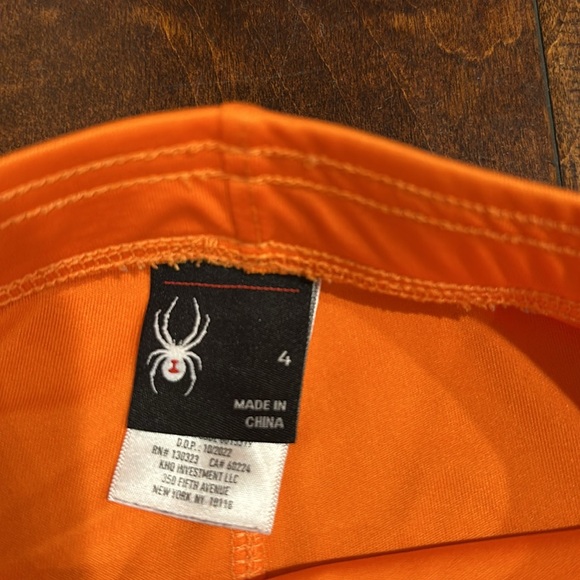 4
MADE IN
CHINA
D.O.P.: 10/2022
RN# 130323 CA# 60224
KHQ INVESTMENT LLC
350 FIFTH AVENUE
NEW YORK, NY 10118